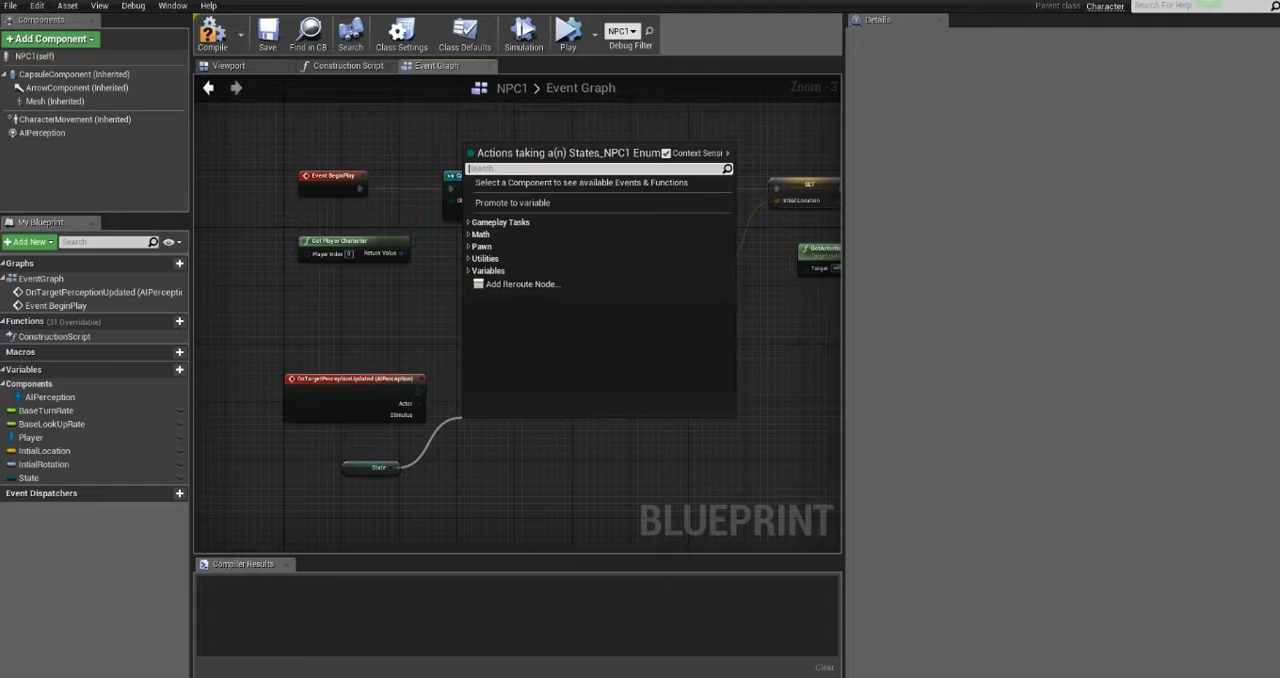 File Edit Asset View Debug Window Help
Parent class: Character Search For Help
Components
Details
+ Add Component
Compile Save Find in CB Search Class Settings Class Defaults Simulation Play NPC1 Debug Filter
NPC1(self)
Viewport Construction Script Event Graph
CapsuleComponent (Inherited)
ArrowComponent (Inherited)
Mesh (Inherited)
CharacterMovement (Inherited)
AIPerception
NPC1 > Event Graph
Zoom -3
Actions taking a(n) States_NPC1 Enum Context Sensi
Search
Select a Component to see available Events & Functions
Promote to variable
Gameplay Tasks
Math
Pawn
Utilities
Variables
Add Reroute Node...
Event BeginPlay
SET
Intial Location
Get Player Character
Player Index 0 Return Value
GetActorRo
Target self
OnTargetPerceptionUpdated (AIPerception)
Actor
Stimulus
State
BLUEPRINT
My Blueprint
+ Add New Search
Graphs
EventGraph
OnTargetPerceptionUpdated (AIPerceptio
Event BeginPlay
Functions (31 Overridable)
ConstructionScript
Macros
Variables
Components
AIPerception
BaseTurnRate
BaseLookUpRate
Player
IntialLocation
IntialRotation
State
Event Dispatchers
Compiler Results
Clear